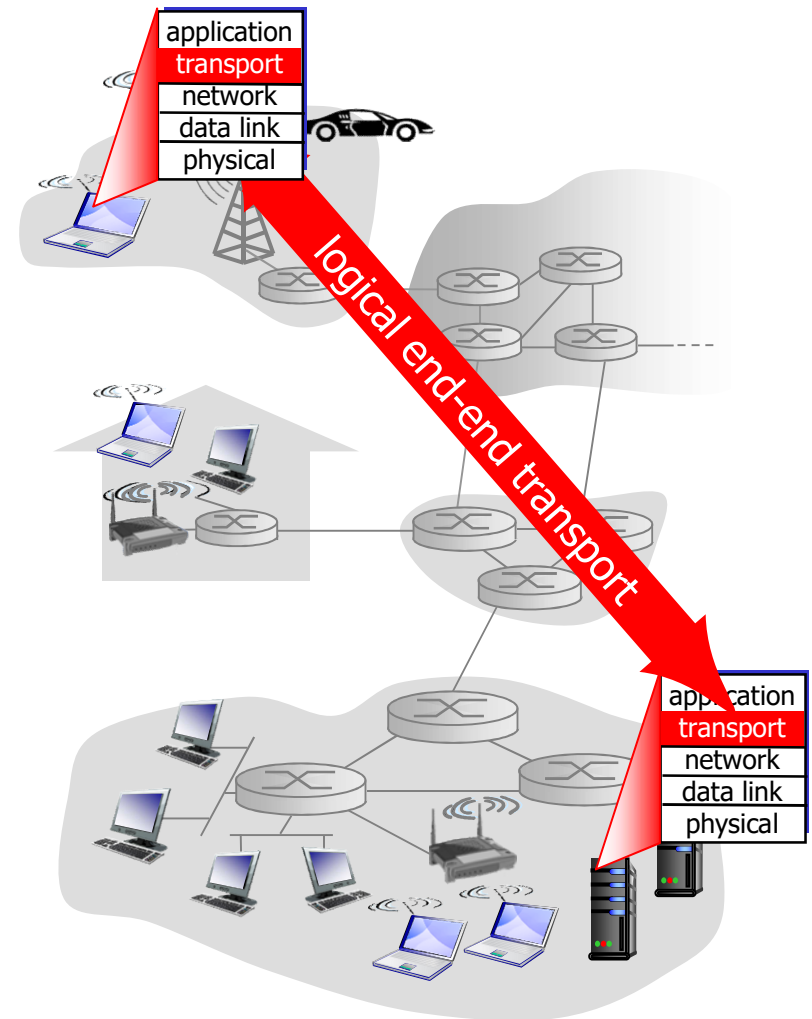 application
transport
network
data link
physical
logical end-end transport
application
transport
network
data link
physical